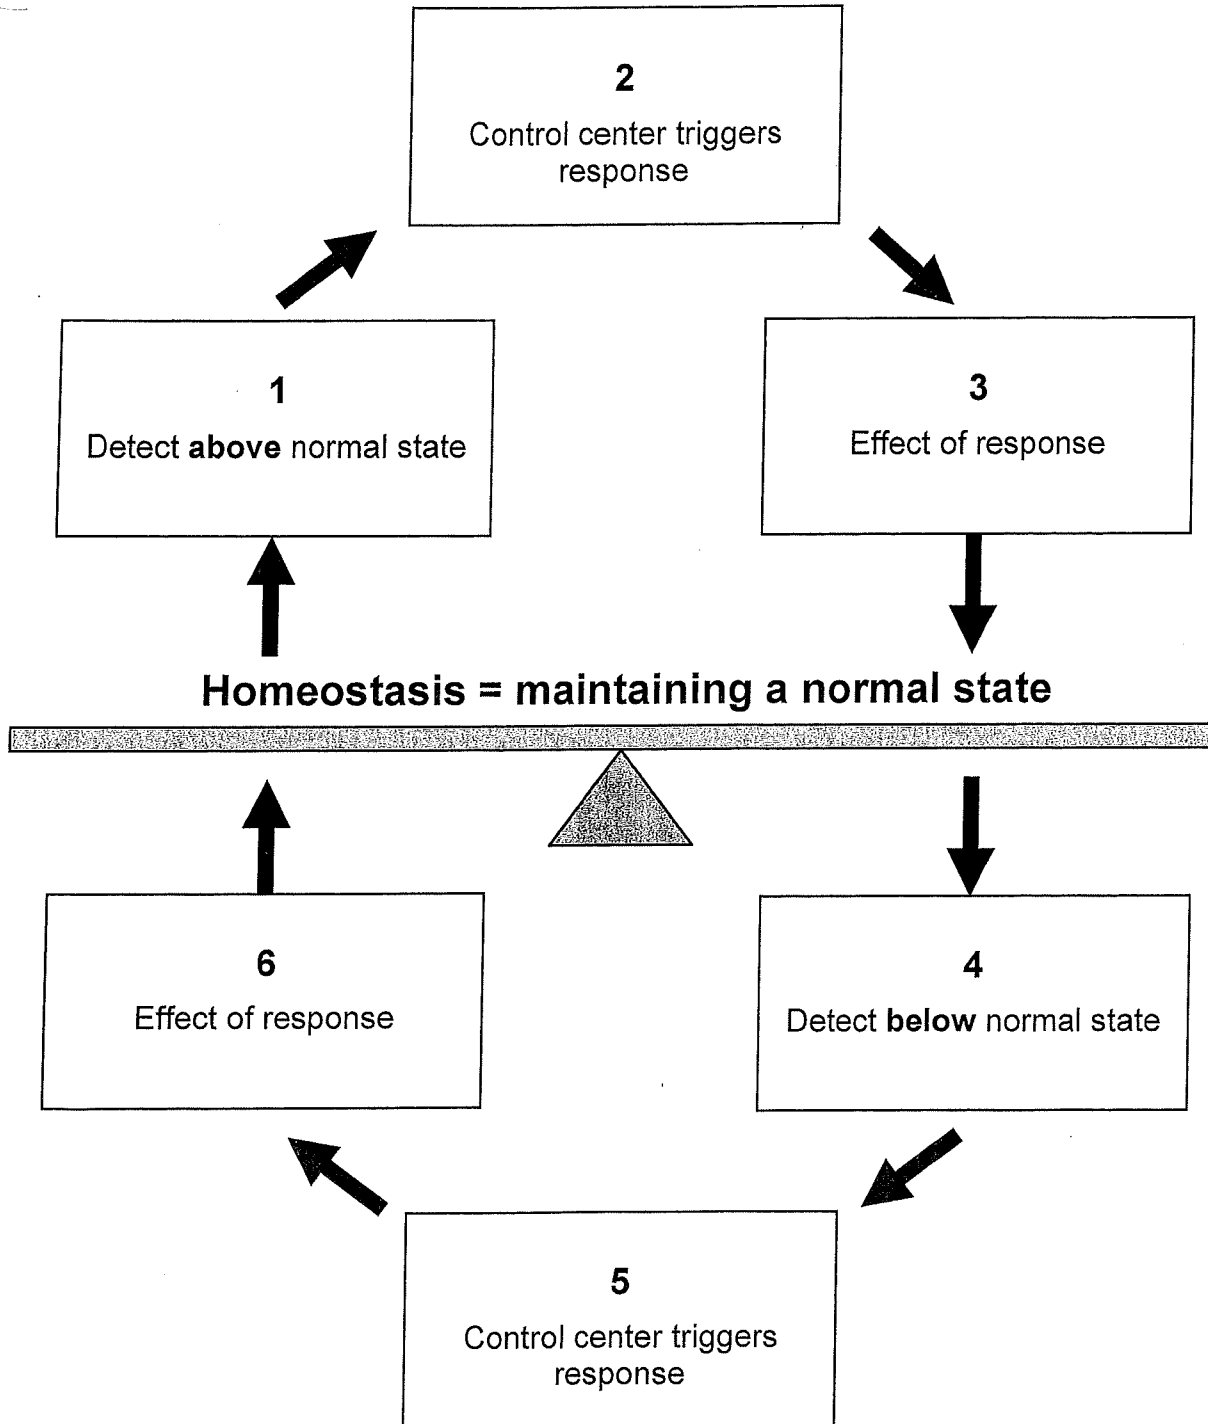 2
Control center triggers
response
1
Detect above normal state
3
Effect of response
Homeostasis = maintaining a normal state
6
Effect of response
4
Detect below normal state
5
Control center triggers
response